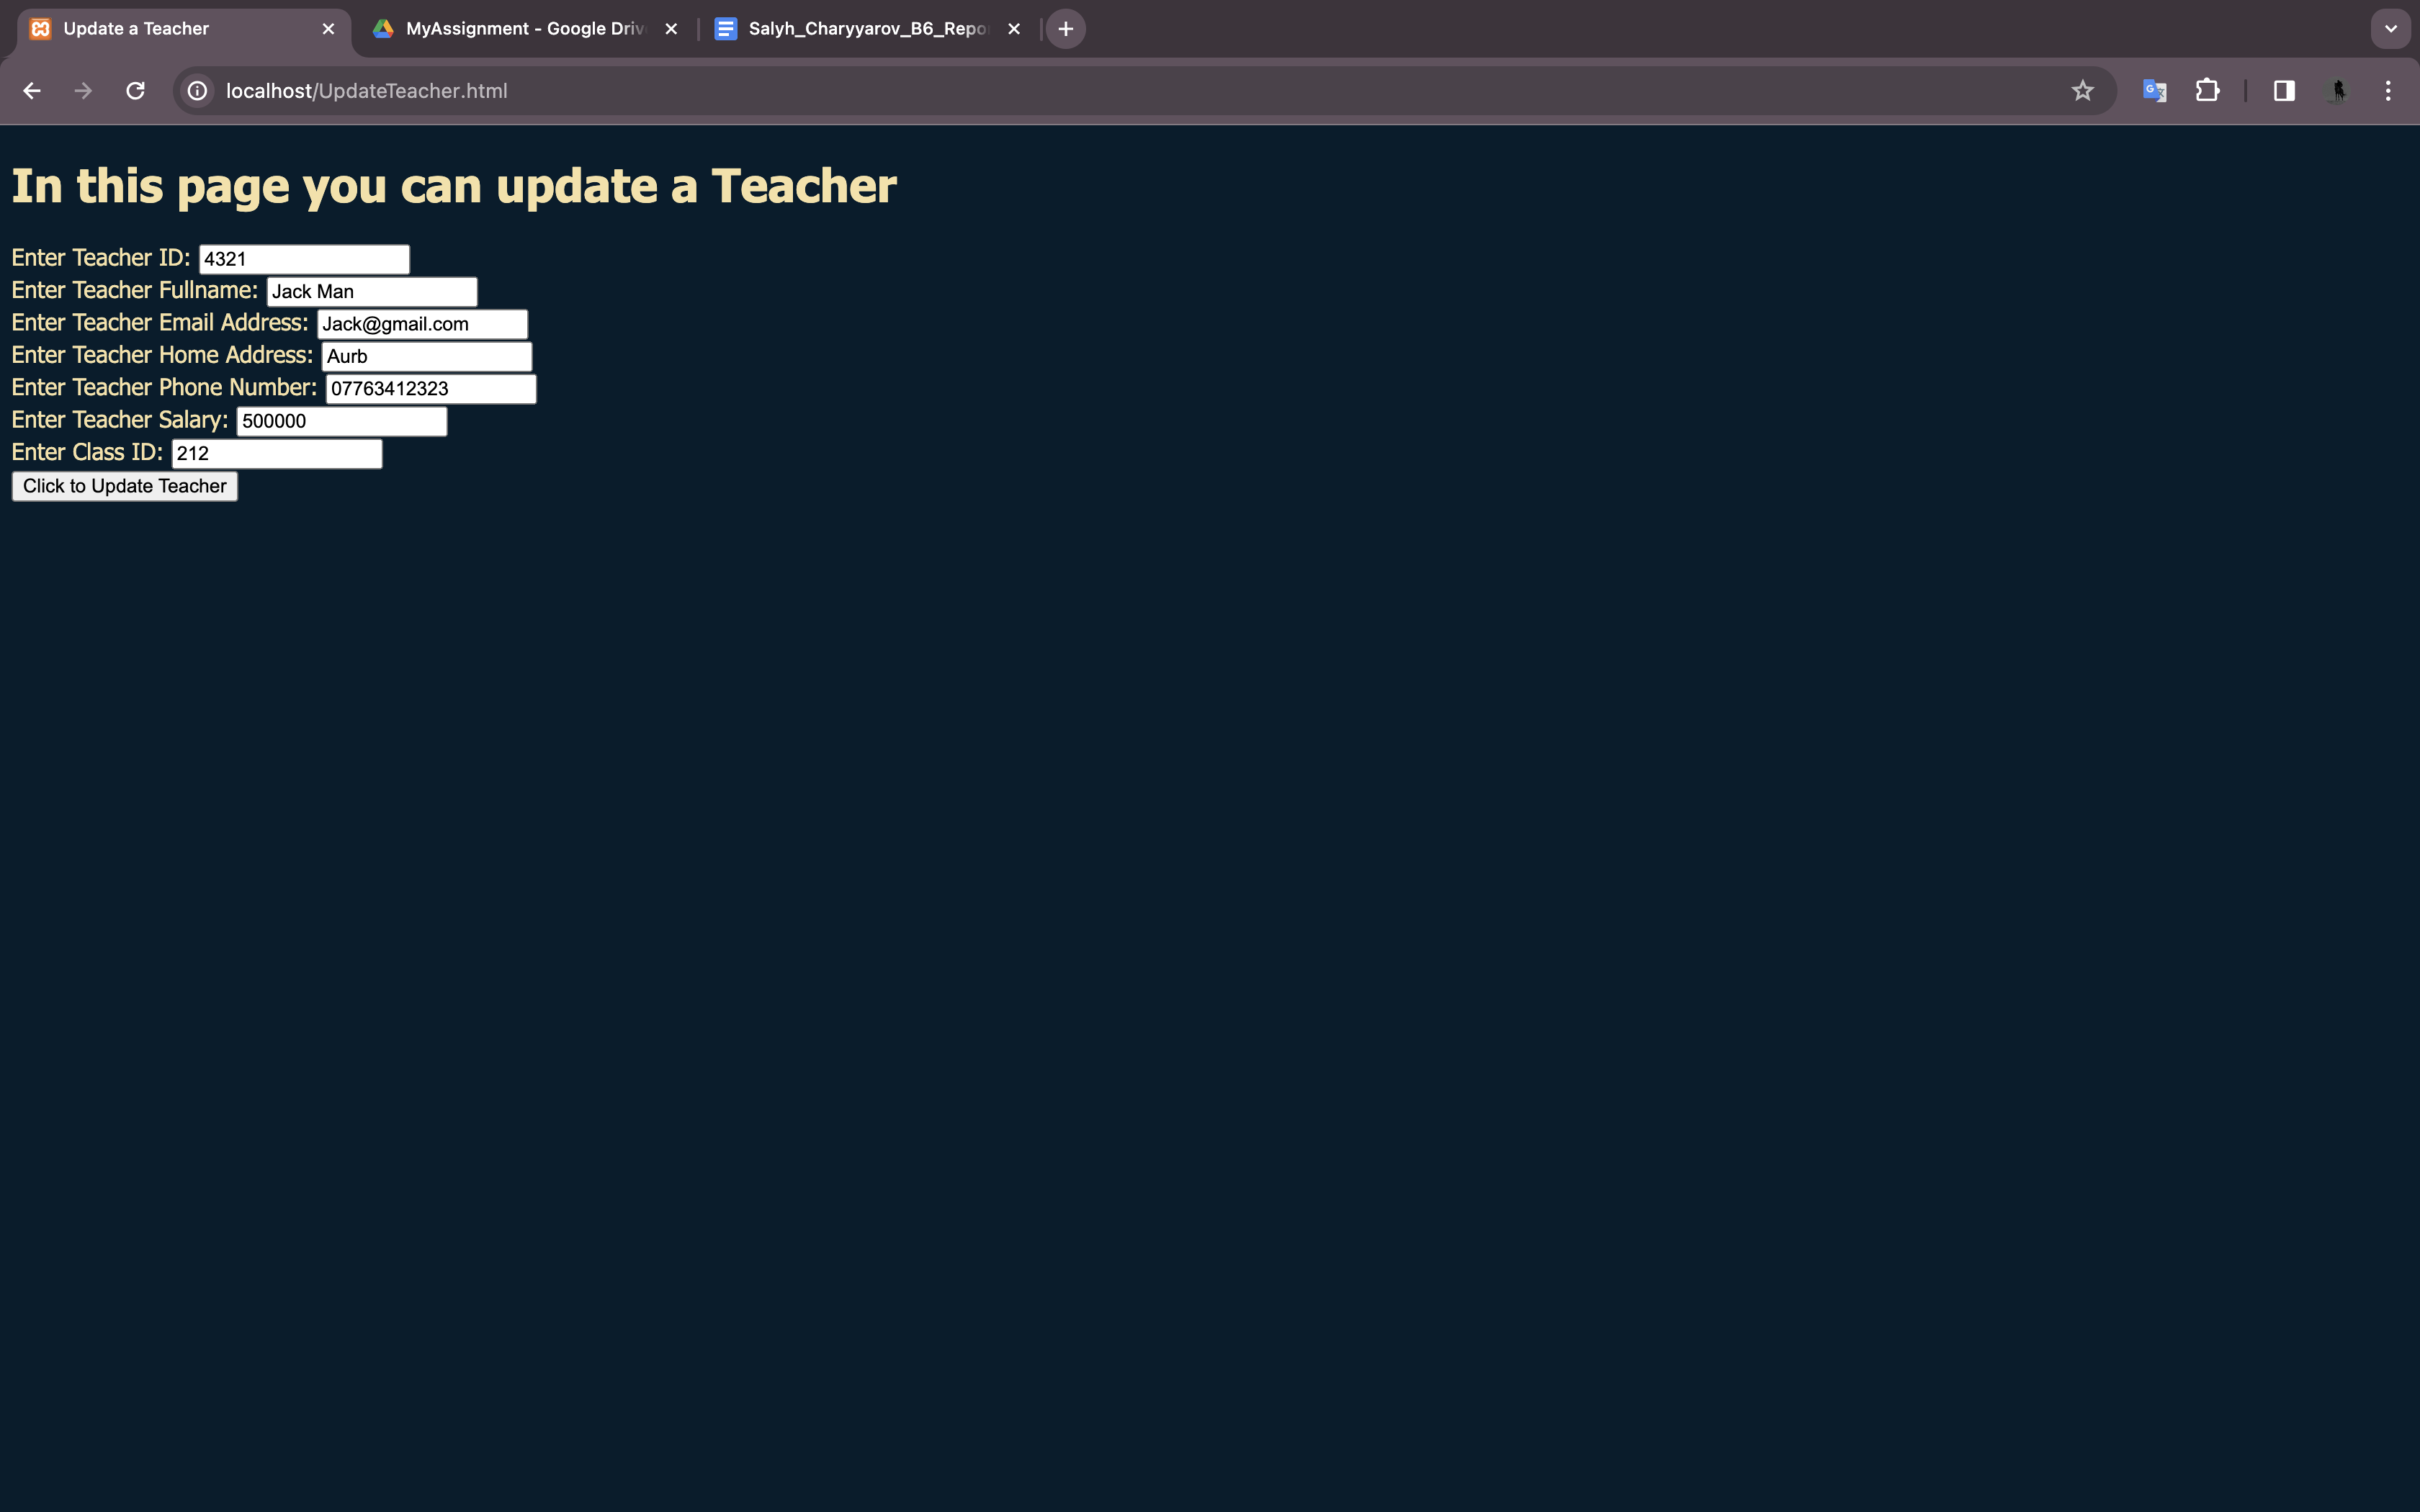 Update a Teacher
MyAssignment - Google Driv
Salyh_Charyyarov_B6_Repo
localhost/UpdateTeacher.html
In this page you can update a Teacher
Enter Teacher ID: 4321
Enter Teacher Fullname: Jack Man
Enter Teacher Email Address: Jack@gmail.com
Enter Teacher Home Address: Aurb
Enter Teacher Phone Number: 07763412323
Enter Teacher Salary: 500000
Enter Class ID: 212
Click to Update Teacher